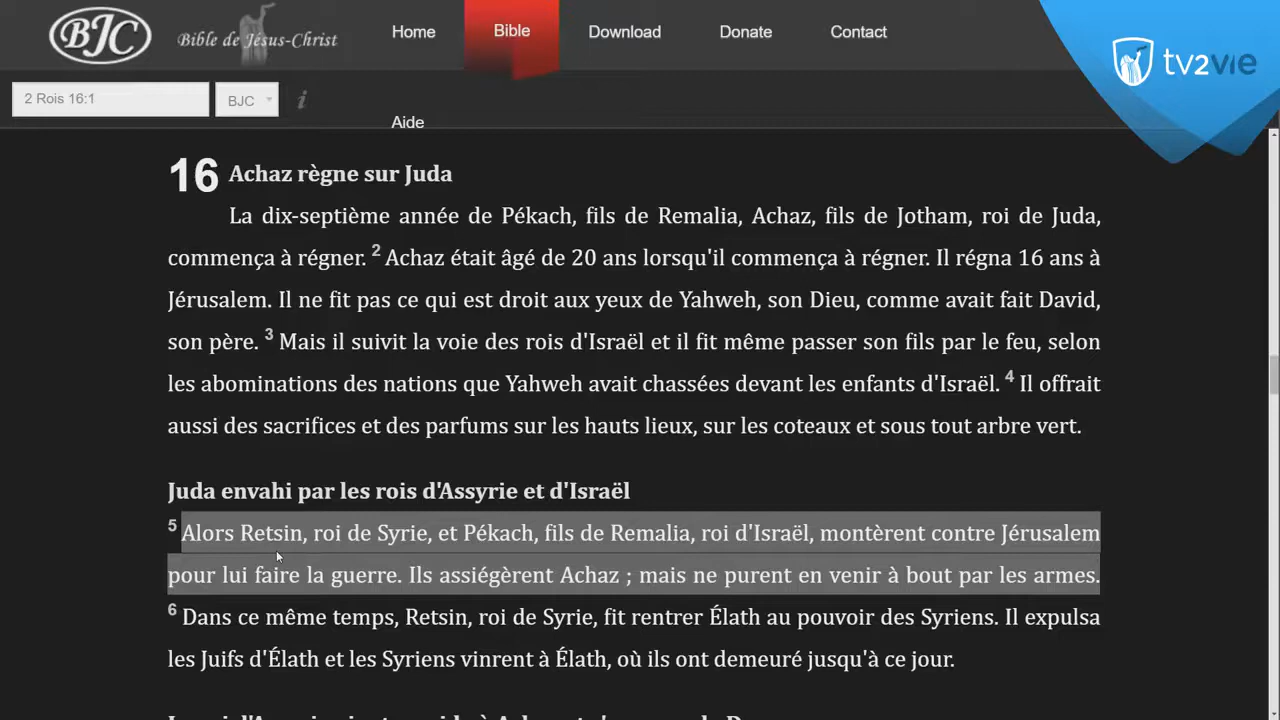 BJC
Bible de Jésus-Christ
Home
Bible
Download
Donate
Contact
tv2vie
2 Rois 16:1
BJC
i
Aide
16 Achaz règne sur Juda
La dix-septième année de Pékach, fils de Remalia, Achaz, fils de Jotham, roi de Juda,
commença à régner. 2 Achaz était âgé de 20 ans lorsqu'il commença à régner. Il régna 16 ans à
Jérusalem. Il ne fit pas ce qui est droit aux yeux de Yahweh, son Dieu, comme avait fait David,
son père. 3 Mais il suivit la voie des rois d'Israël et il fit même passer son fils par le feu, selon
les abominations des nations que Yahweh avait chassées devant les enfants d'Israël. 4 Il offrait
aussi des sacrifices et des parfums sur les hauts lieux, sur les coteaux et sous tout arbre vert.
Juda envahi par les rois d'Assyrie et d'Israël
5 Alors Retsin, roi de Syrie, et Pékach, fils de Remalia, roi d'Israël, montèrent contre Jérusalem
pour lui faire la guerre. Ils assiégèrent Achaz ; mais ne purent en venir à bout par les armes.
6 Dans ce même temps, Retsin, roi de Syrie, fit rentrer Élath au pouvoir des Syriens. Il expulsa
les Juifs d'Élath et les Syriens vinrent à Élath, où ils ont demeuré jusqu'à ce jour.